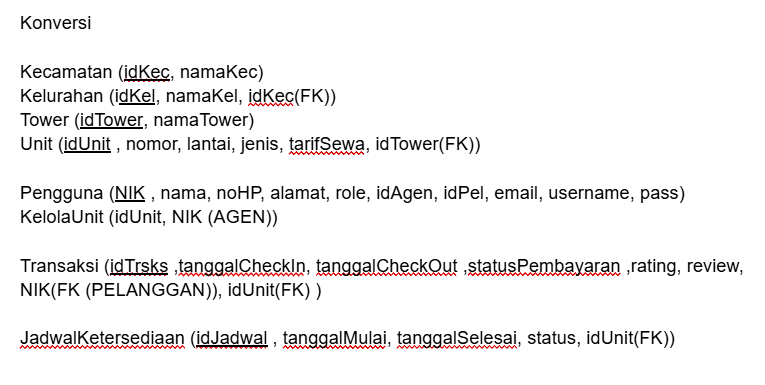 Konversi
Kecamatan (idKec, namaKec)
Kelurahan (idKel, namaKel, idKec(FK))
Tower (idTower, namaTower)
Unit (idUnit , nomor, lantai, jenis, tarifSewa, idTower(FK))
Pengguna (NIK , nama, noHP, alamat, role, idAgen, idPel, email, username, pass)
KelolaUnit (idUnit, NIK (AGEN))
Transaksi (idTrsks ,tanggalCheckIn, tanggalCheckOut ,statusPembayaran ,rating, review,
NIK(FK (PELANGGAN)), idUnit(FK) )
JadwalKetersediaan (idJadwal , tanggalMulai, tanggalSelesai, status, idUnit(FK))